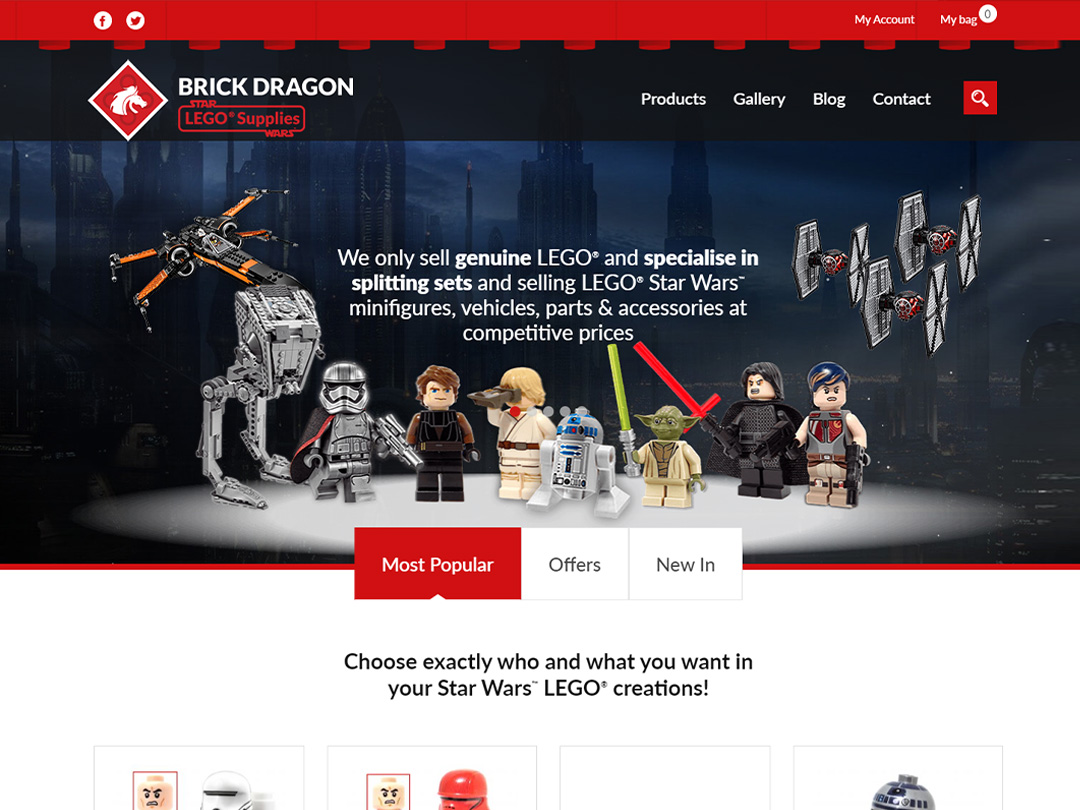 My Account
My bag
0
BRICK DRAGON
STAR
LEGO® Supplies
WARS
Products
Gallery
Blog
Contact
We only sell genuine LEGO® and specialise in
splitting sets and selling LEGO® Star Wars™
minifigures, vehicles, parts & accessories at
competitive prices
Most Popular
Offers
New In
Choose exactly who and what you want in
your Star Wars™ LEGO® creations!